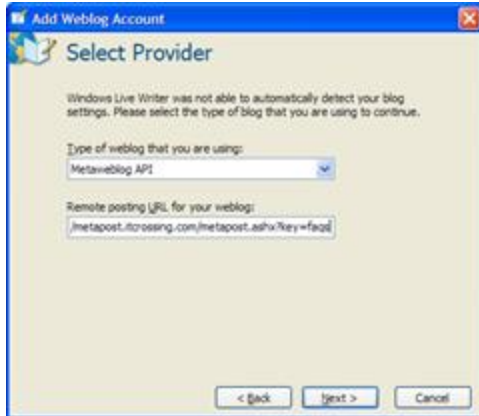 Add Weblog Account
Select Provider
Windows Live Writer was not able to automatically detect your blog
settings. Please select the type of blog that you are using to continue.
Type of weblog that you are using:
Metaweblog API
Remote posting URL for your weblog:
/metapost.itcrossing.com/metapost.ashx?key=faqs
< Back
Next >
Cancel